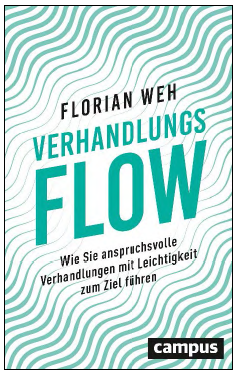 FLORIAN WEH
VERHANDLUNGS
FLOW
Wie Sie anspruchsvolle
Verhandlungen mit Leichtigkeit
zum Ziel führen
campus